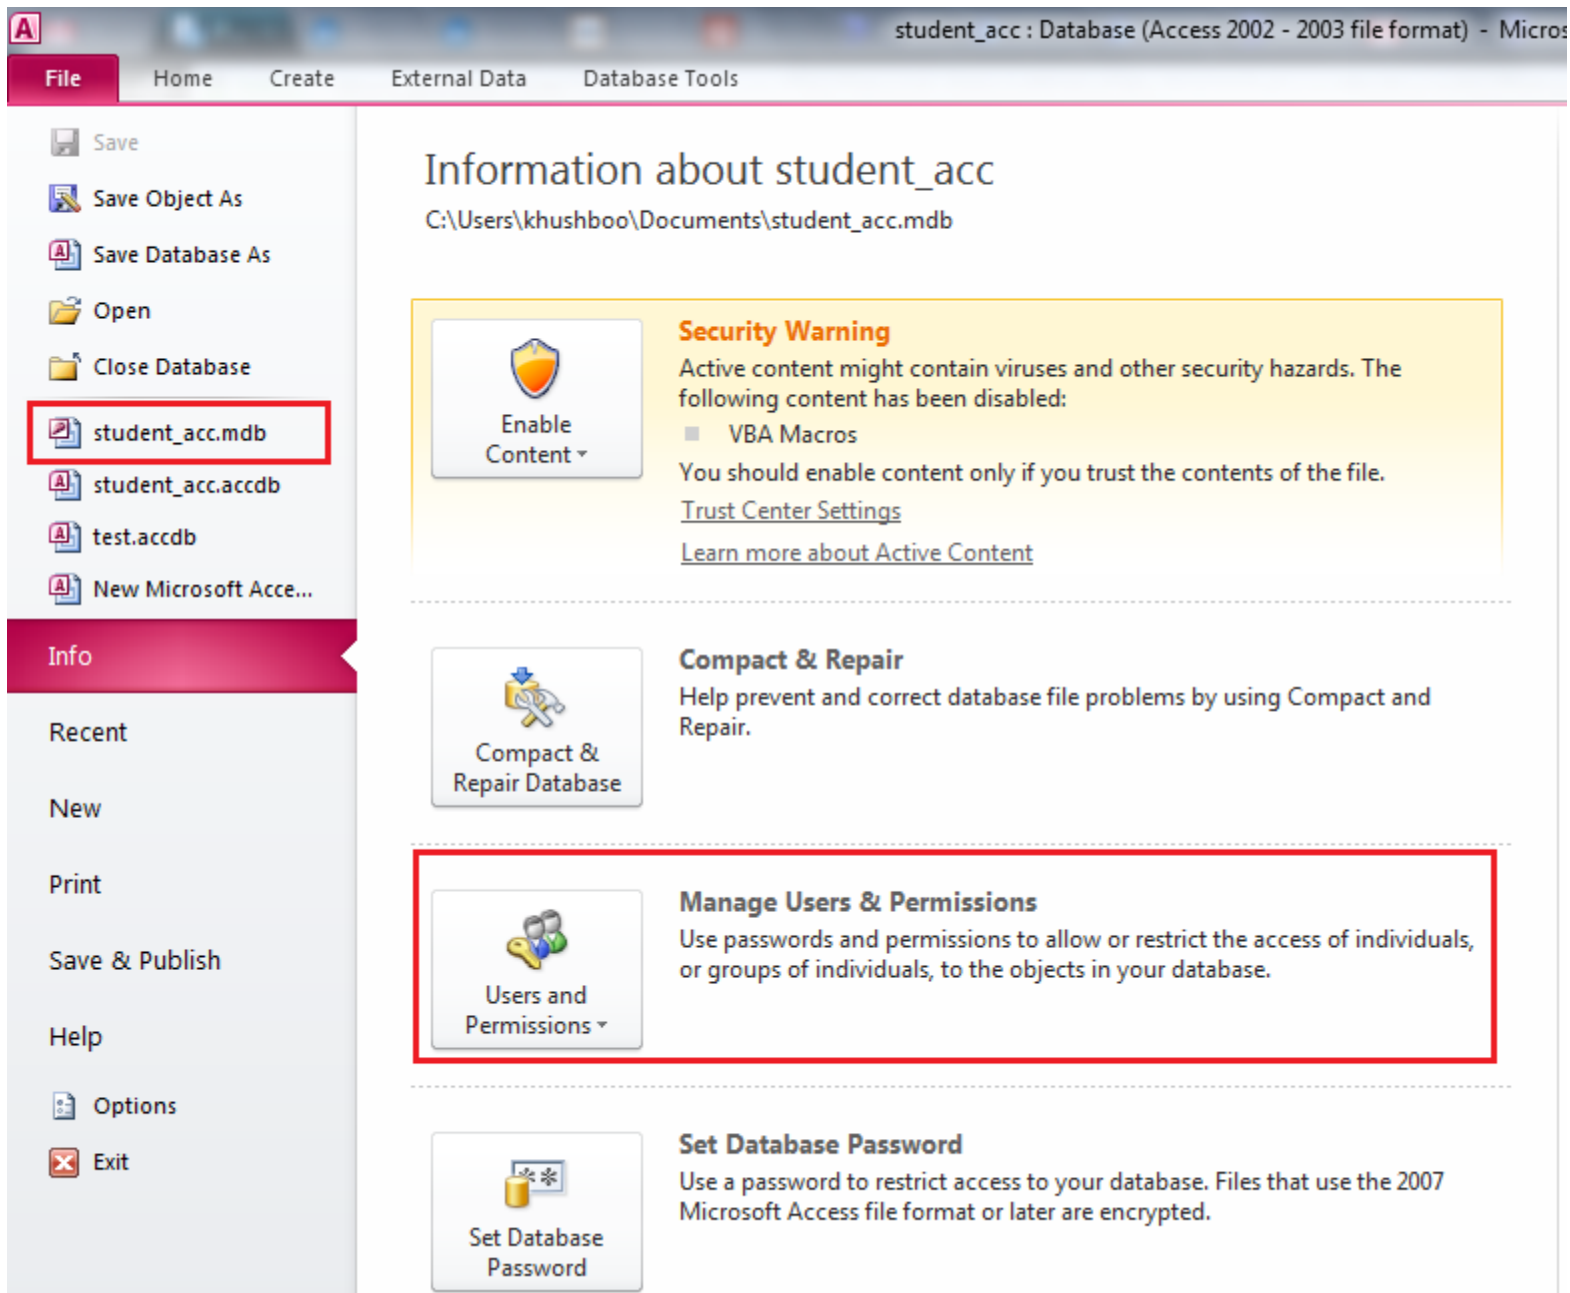 A
student_acc : Database (Access 2002 - 2003 file format) - Micros
File Home Create External Data Database Tools
Save
Save Object As
Save Database As
Open
Close Database
student_acc.mdb
student_acc.accdb
test.accdb
New Microsoft Acce...
Info
Recent
New
Print
Save & Publish
Help
Options
Exit
Information about student_acc
C:\Users\khushboo\Documents\student_acc.mdb
Enable
Content
Security Warning
Active content might contain viruses and other security hazards. The
following content has been disabled:
VBA Macros
You should enable content only if you trust the contents of the file.
Trust Center Settings
Learn more about Active Content
Compact &
Repair Database
Compact & Repair
Help prevent and correct database file problems by using Compact and
Repair.
Users and
Permissions
Manage Users & Permissions
Use passwords and permissions to allow or restrict the access of individuals,
or groups of individuals, to the objects in your database.
Set Database
Password
Set Database Password
Use a password to restrict access to your database. Files that use the 2007
Microsoft Access file format or later are encrypted.